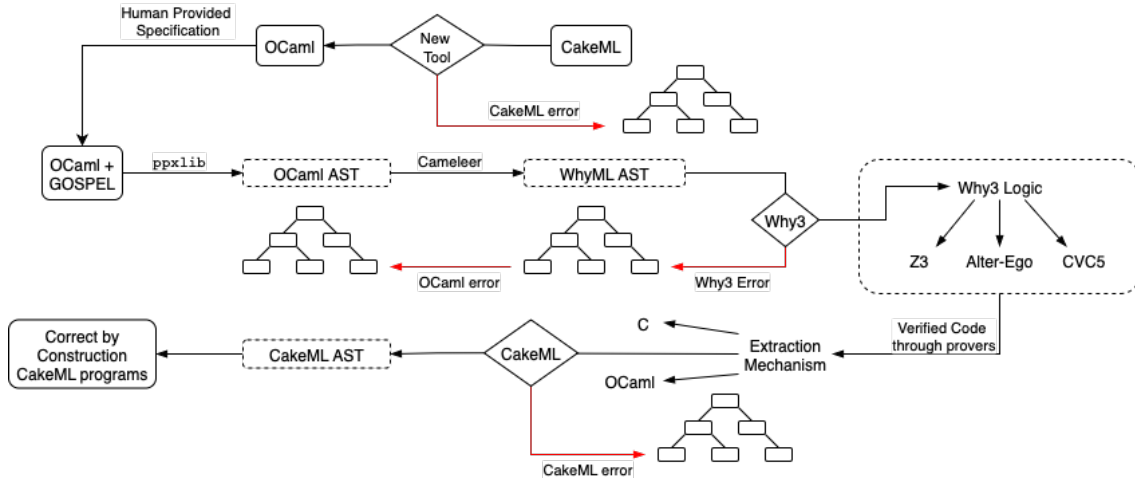 Human Provided
Specification
OCaml
New
Tool
CakeML
CakeML error
OCaml +
GOSPEL
ppxlib
OCaml AST
Cameleer
WhyML AST
Why3
Why3 Logic
Z3
Alter-Ego
CVC5
OCaml error
Why3 Error
Correct by
Construction
CakeML programs
CakeML AST
CakeML
C
OCaml
Extraction
Mechanism
Verified Code
through provers
CakeML error